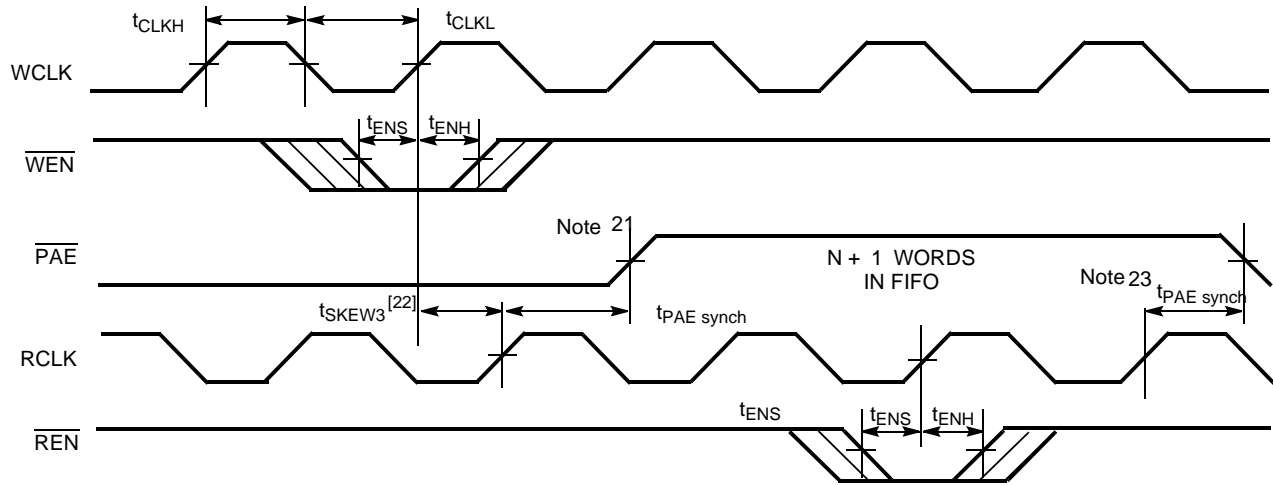 tCLKH
tCLKL
WCLK
tENS
tENH
WEN
Note 21
PAE
N + 1 WORDS
IN FIFO
Note 23
tSKEW3 [22]
tPAE synch
tPAE synch
RCLK
tENS
tENS
tENH
REN